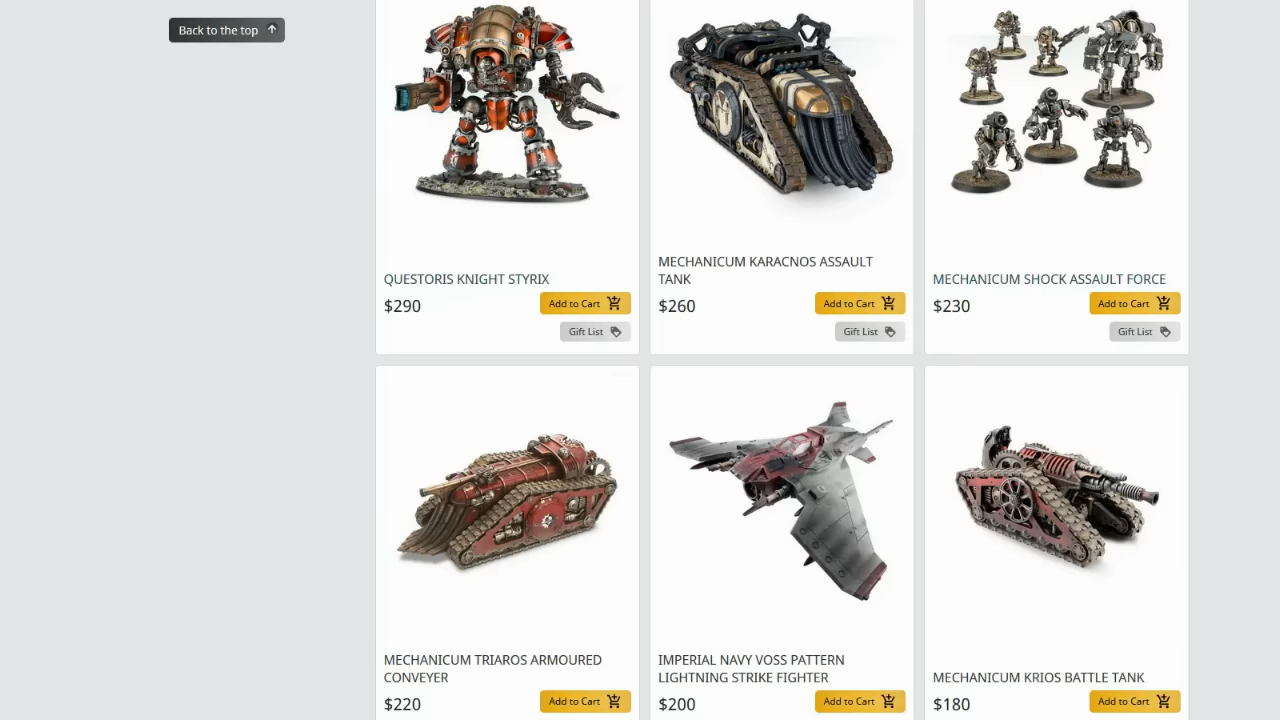 Back to the top
QUESTORIS KNIGHT STYRIX
$290
Add to Cart
Gift List
MECHANICUM KARACNOS ASSAULT
TANK
$260
Add to Cart
Gift List
MECHANICUM SHOCK ASSAULT FORCE
$230
Add to Cart
Gift List
MECHANICUM TRIAROS ARMOURED
CONVEYER
$220
Add to Cart
IMPERIAL NAVY VOSS PATTERN
LIGHTNING STRIKE FIGHTER
$200
Add to Cart
MECHANICUM KRIOS BATTLE TANK
$180
Add to Cart